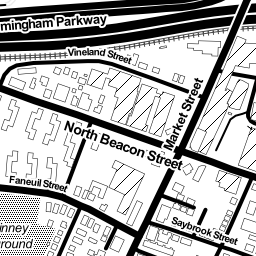 mingham Parkway
Vineland Street
Market Street
North Beacon Street
Faneuil Street
Saybrook Street
inney
round